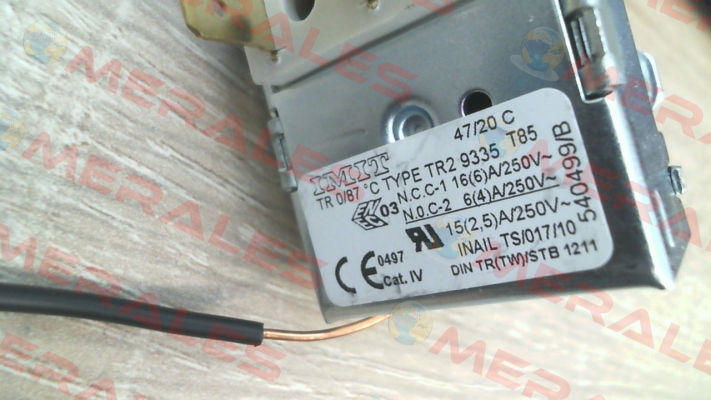 47/20 C
IMIT
TR 0/87 °C TYPE TR2 9335 T85
N.C.C-1 16(6)A/250V~
N.O.C-2 6(4)A/250V~
03
15(2,5)A/250V~
INAIL TS/017/10
DIN TR(TW)/STB 1211
CE 0497
Cat. IV
540499/B
MERALES
MERALES
MERALES
MERALES
MERALES